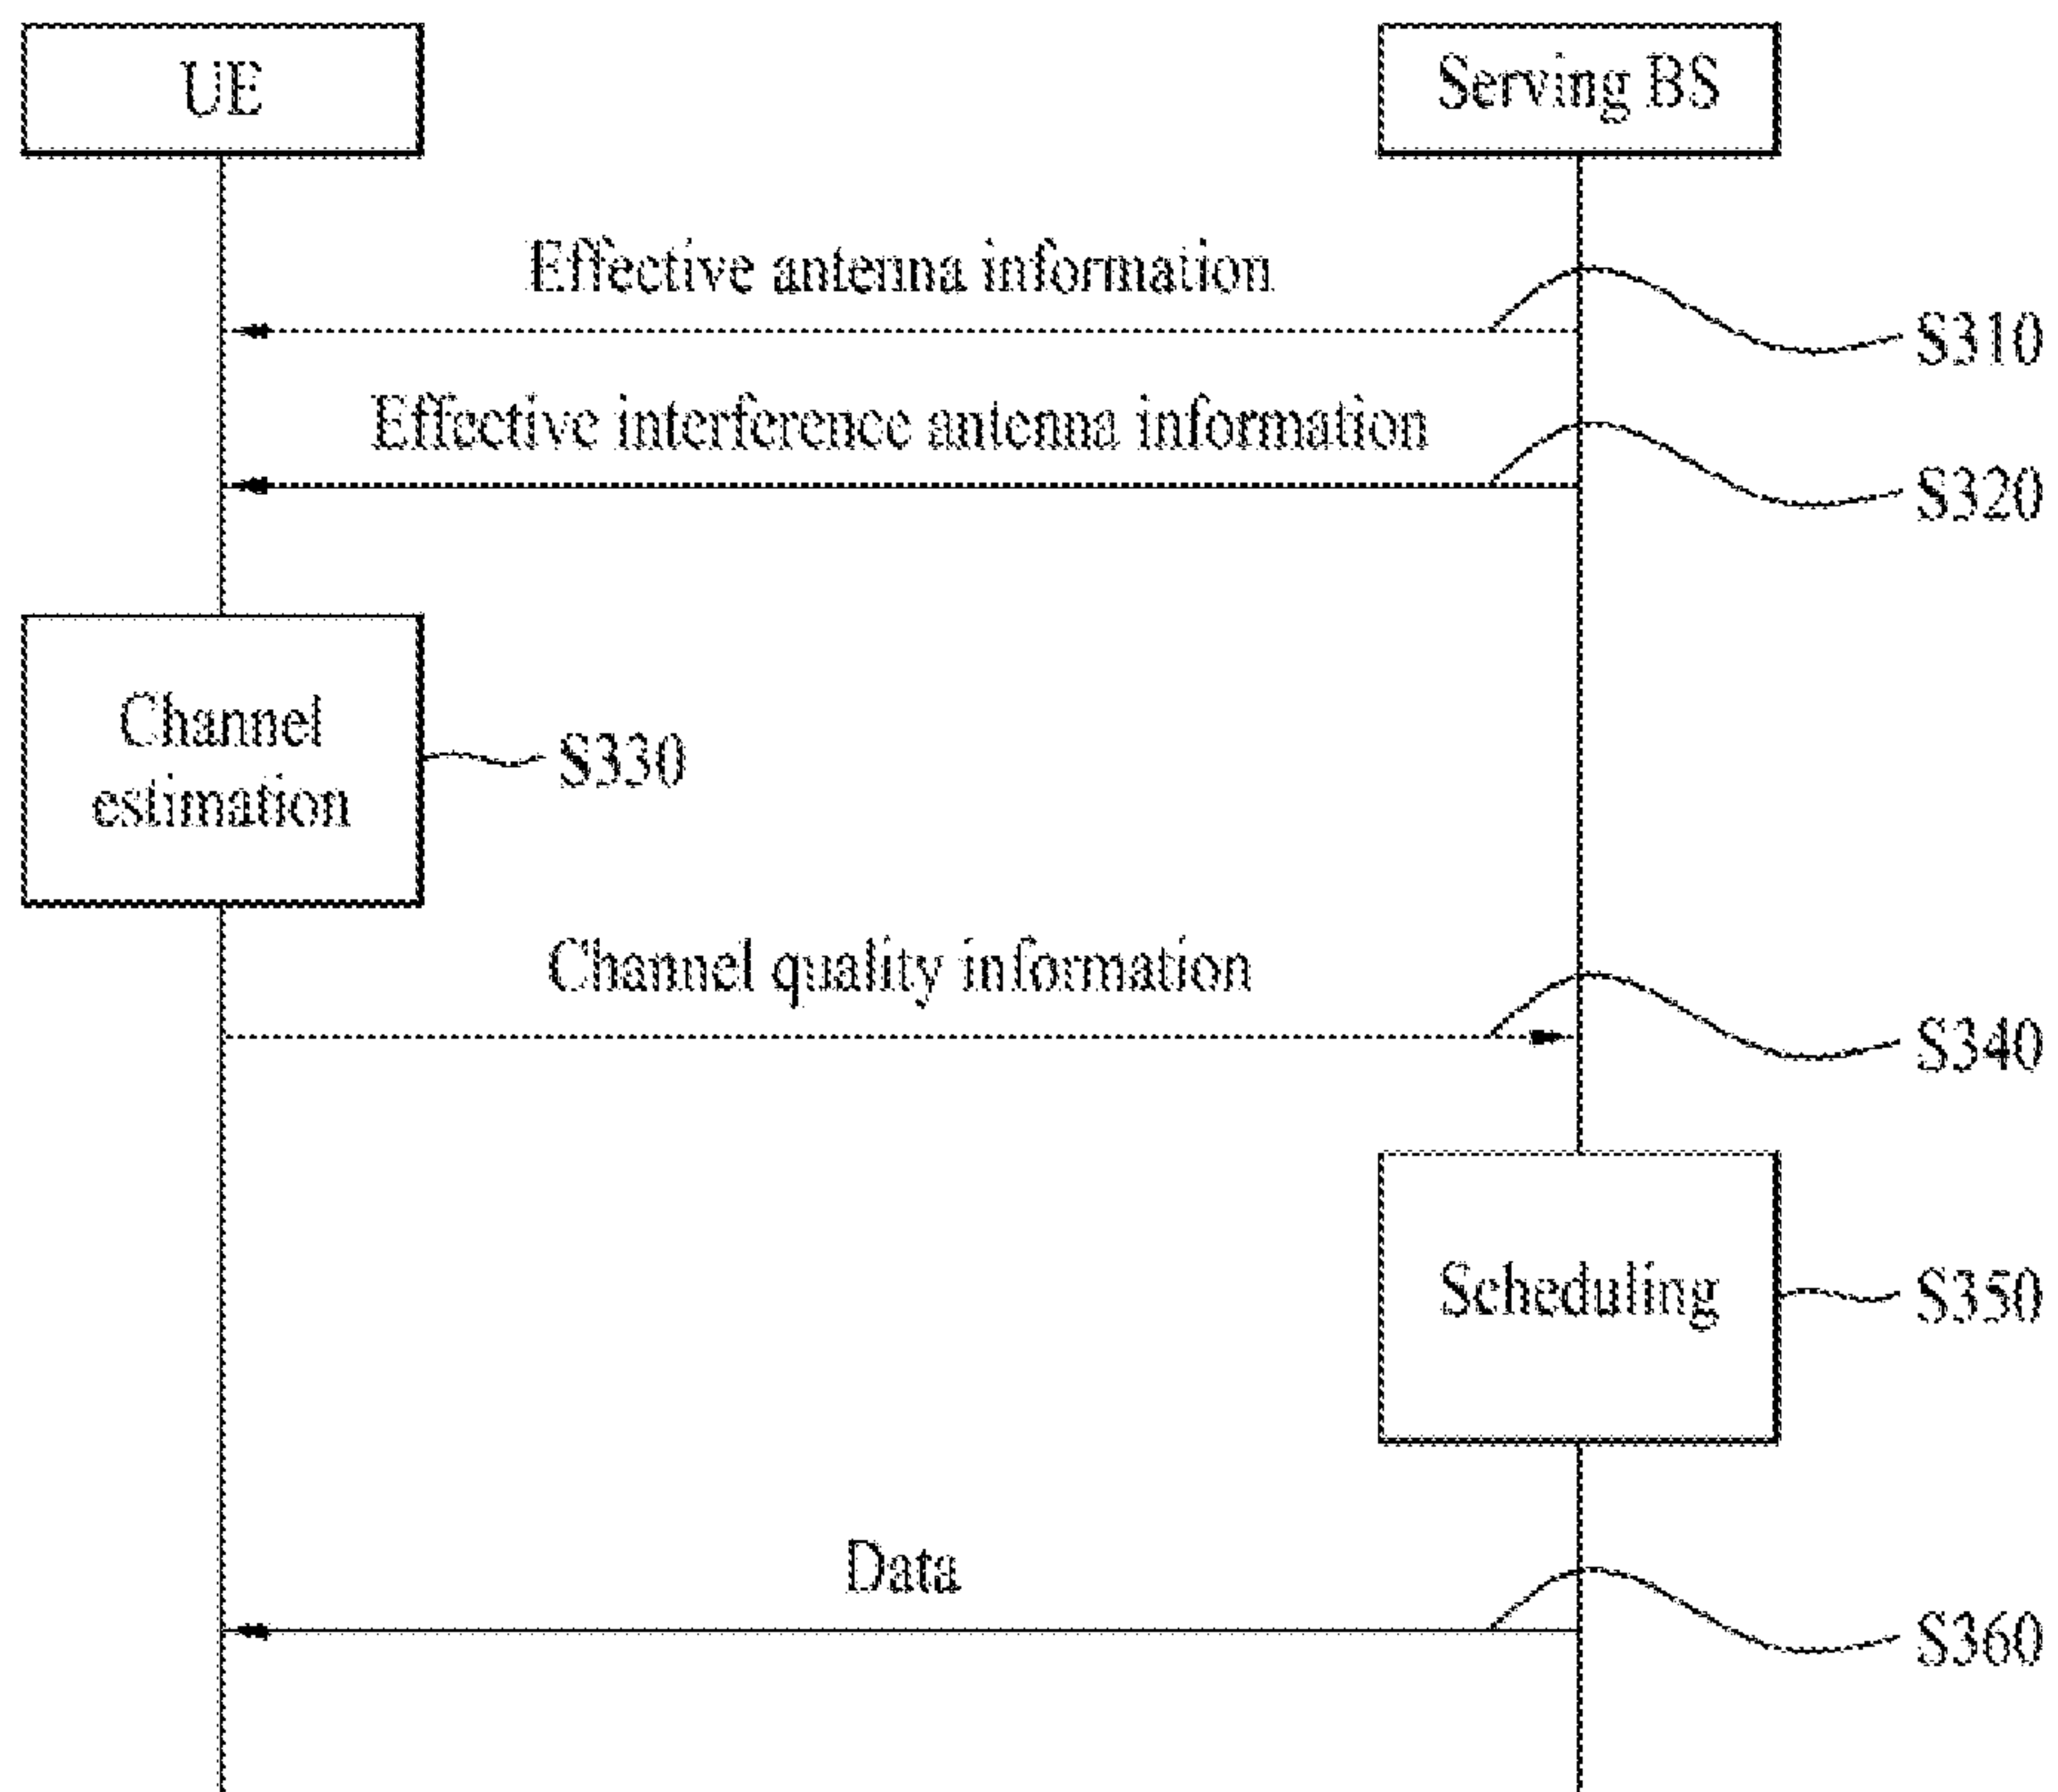 UE
Serving BS
Effective antenna information
S310
Effective interference antenna information
S320
Channel
estimation
S330
Channel quality information
S340
Scheduling
S350
Data
S360